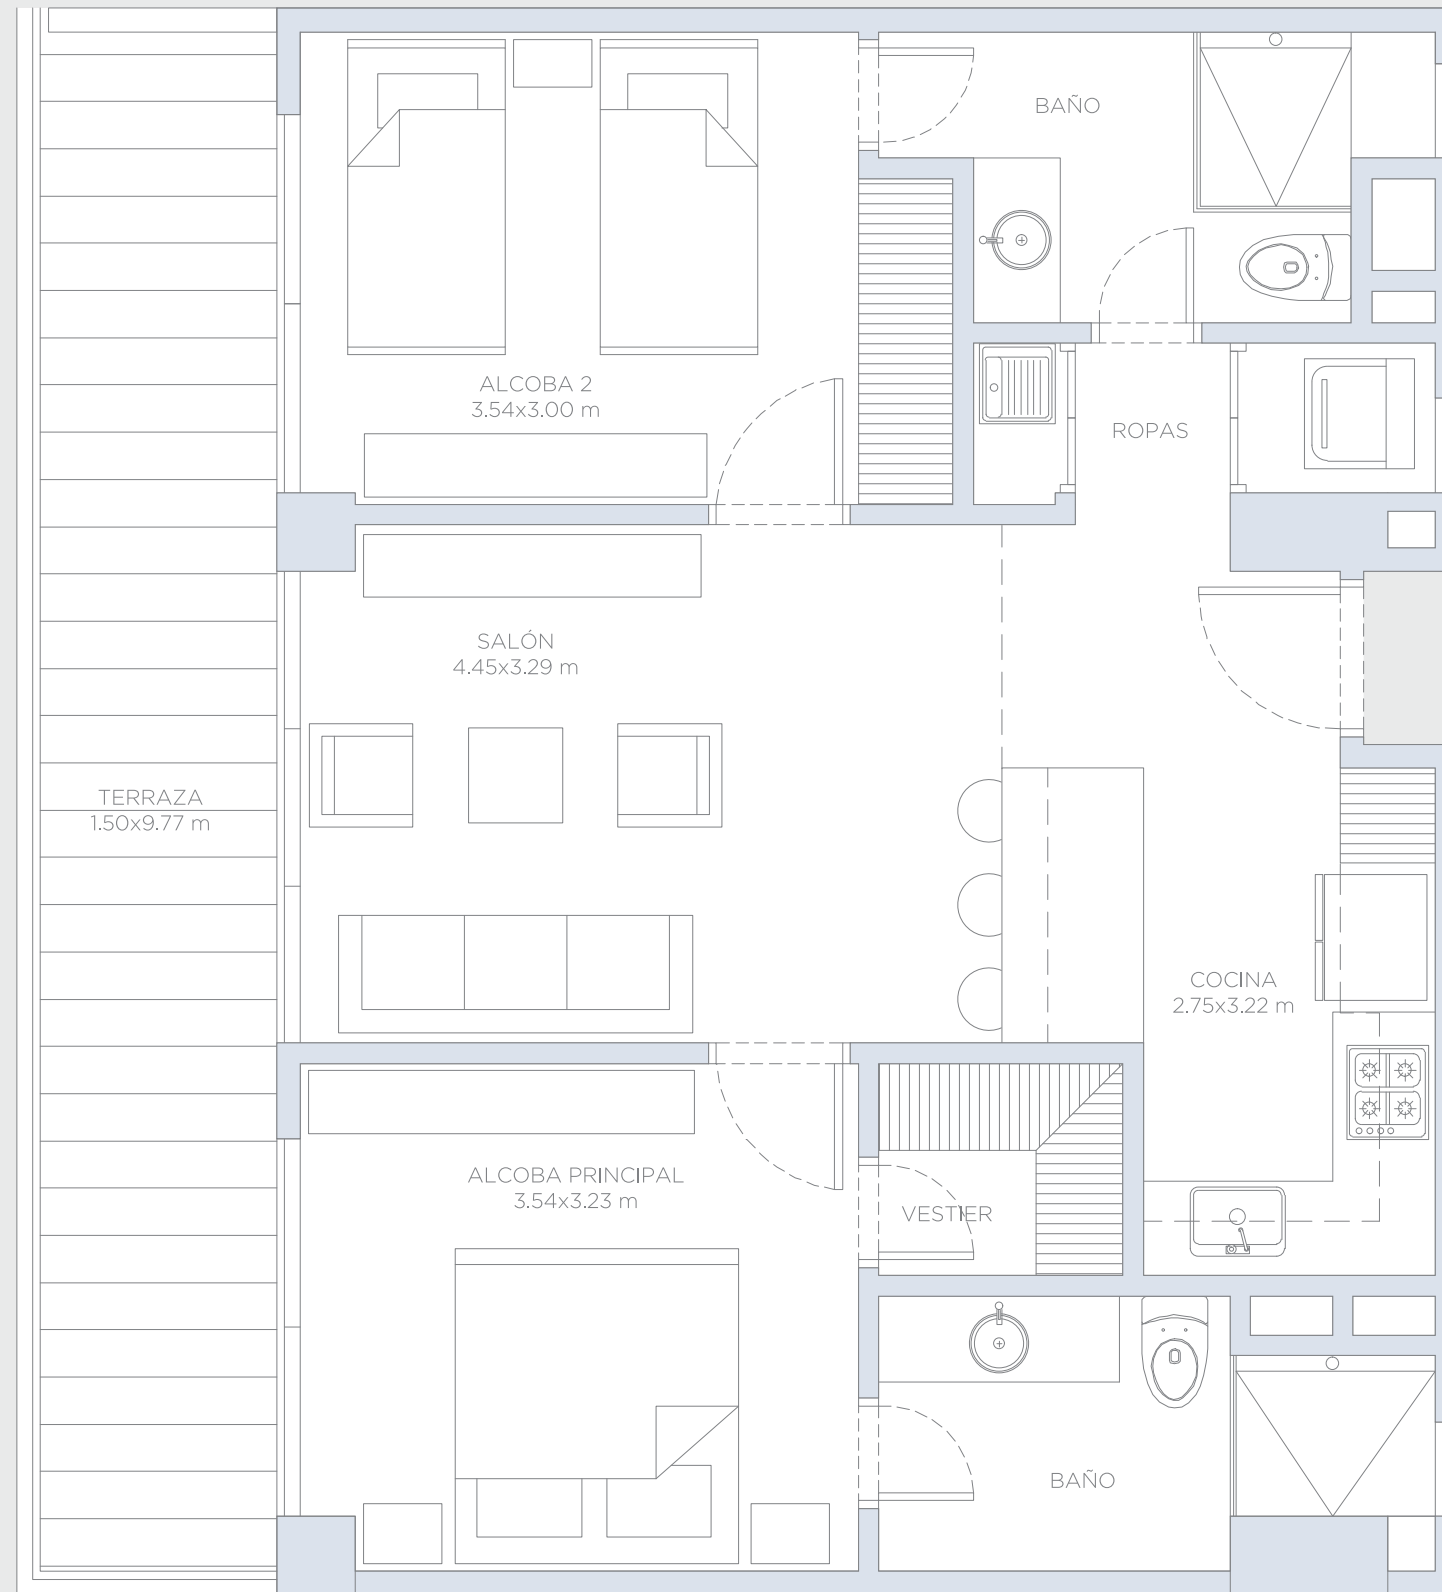 BAÑO
ALCOBA 2
3.54x3.00 m
ROPAS
SALÓN
4.45x3.29 m
TERRAZA
1.50x9.77 m
COCINA
2.75x3.22 m
ALCOBA PRINCIPAL
3.54x3.23 m
VESTIER
BAÑO